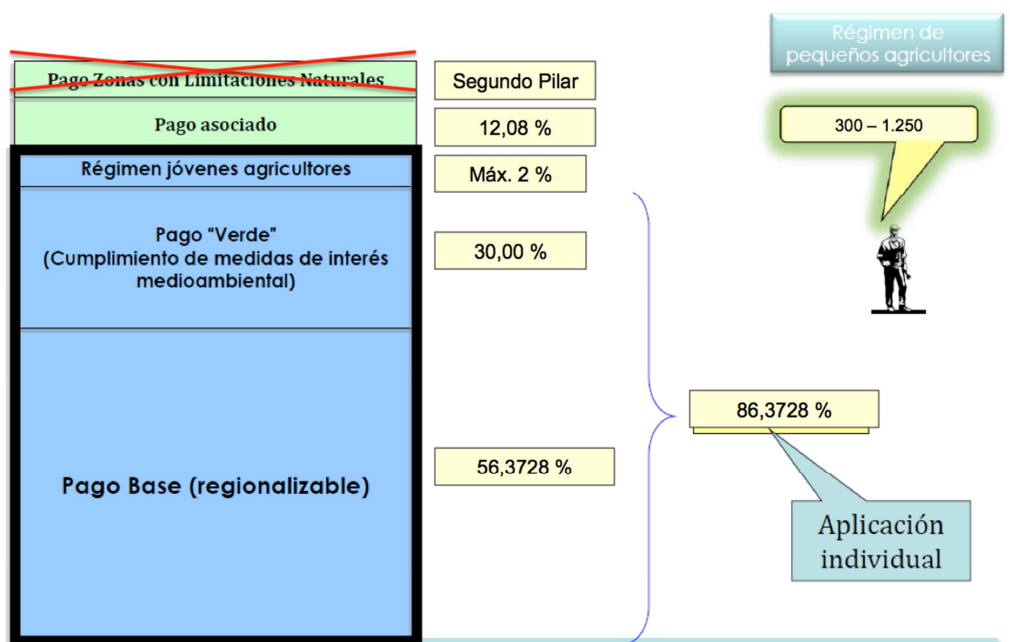 Régimen de
pequeños agricultores
Pago Zonas con Limitaciones Naturales
Segundo Pilar
Pago asociado
12,08 %
300 – 1.250
Régimen jóvenes agricultores
Máx. 2 %
Pago "Verde"
(Cumplimiento de medidas de interés
medioambiental)
30,00 %
86,3728 %
Pago Base (regionalizable)
56,3728 %
Aplicación
individual